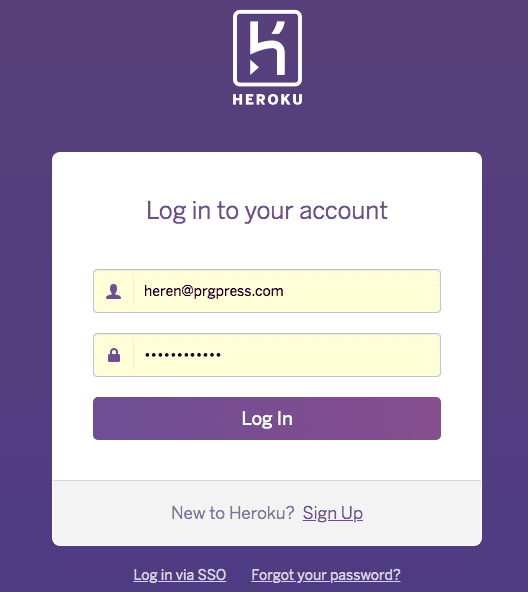 HEROKU
Log in to your account
heren@prgpress.com
••••••••••••
Log In
New to Heroku? Sign Up
Log in via SSO Forgot your password?